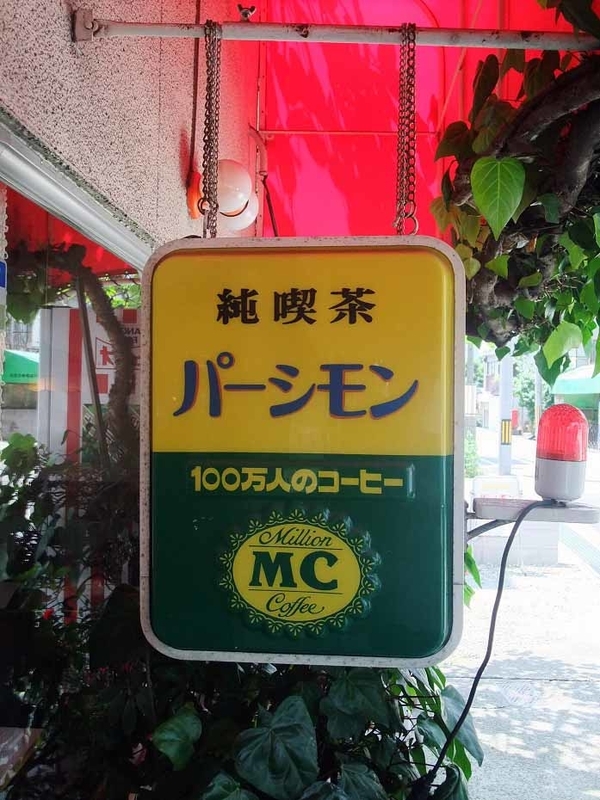 純喫茶
パーシモン
100万人のコーヒー
Million
MC
Coffee